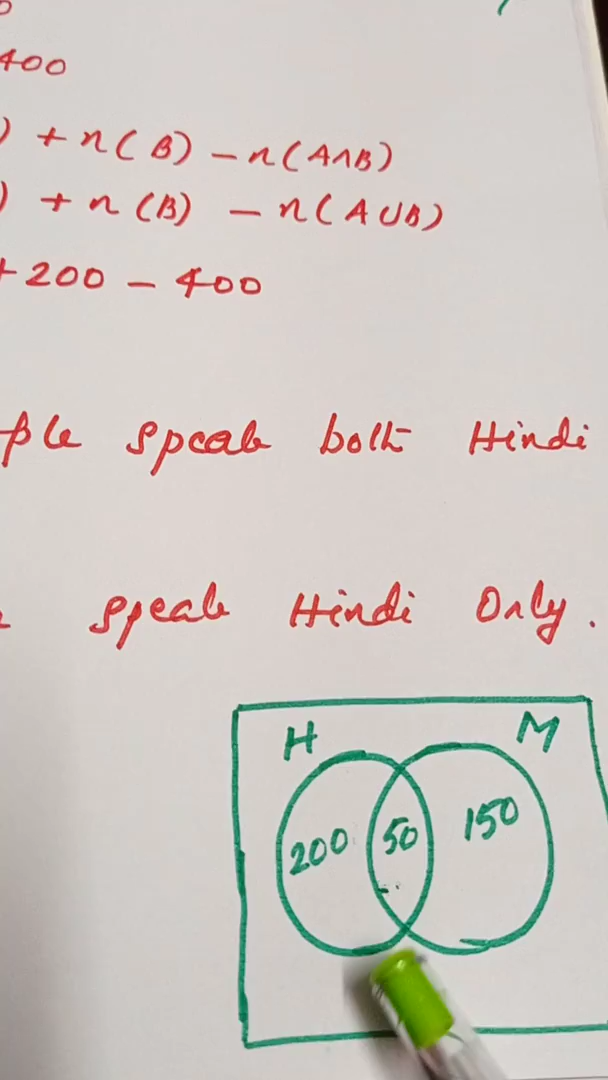 400
) + n ( B ) - n ( A ∩ B )
) + n ( B ) - n ( A ∪ B )
+ 200 - 400
ple speak both Hindi
speak Hindi Only.
H M
200 50 150